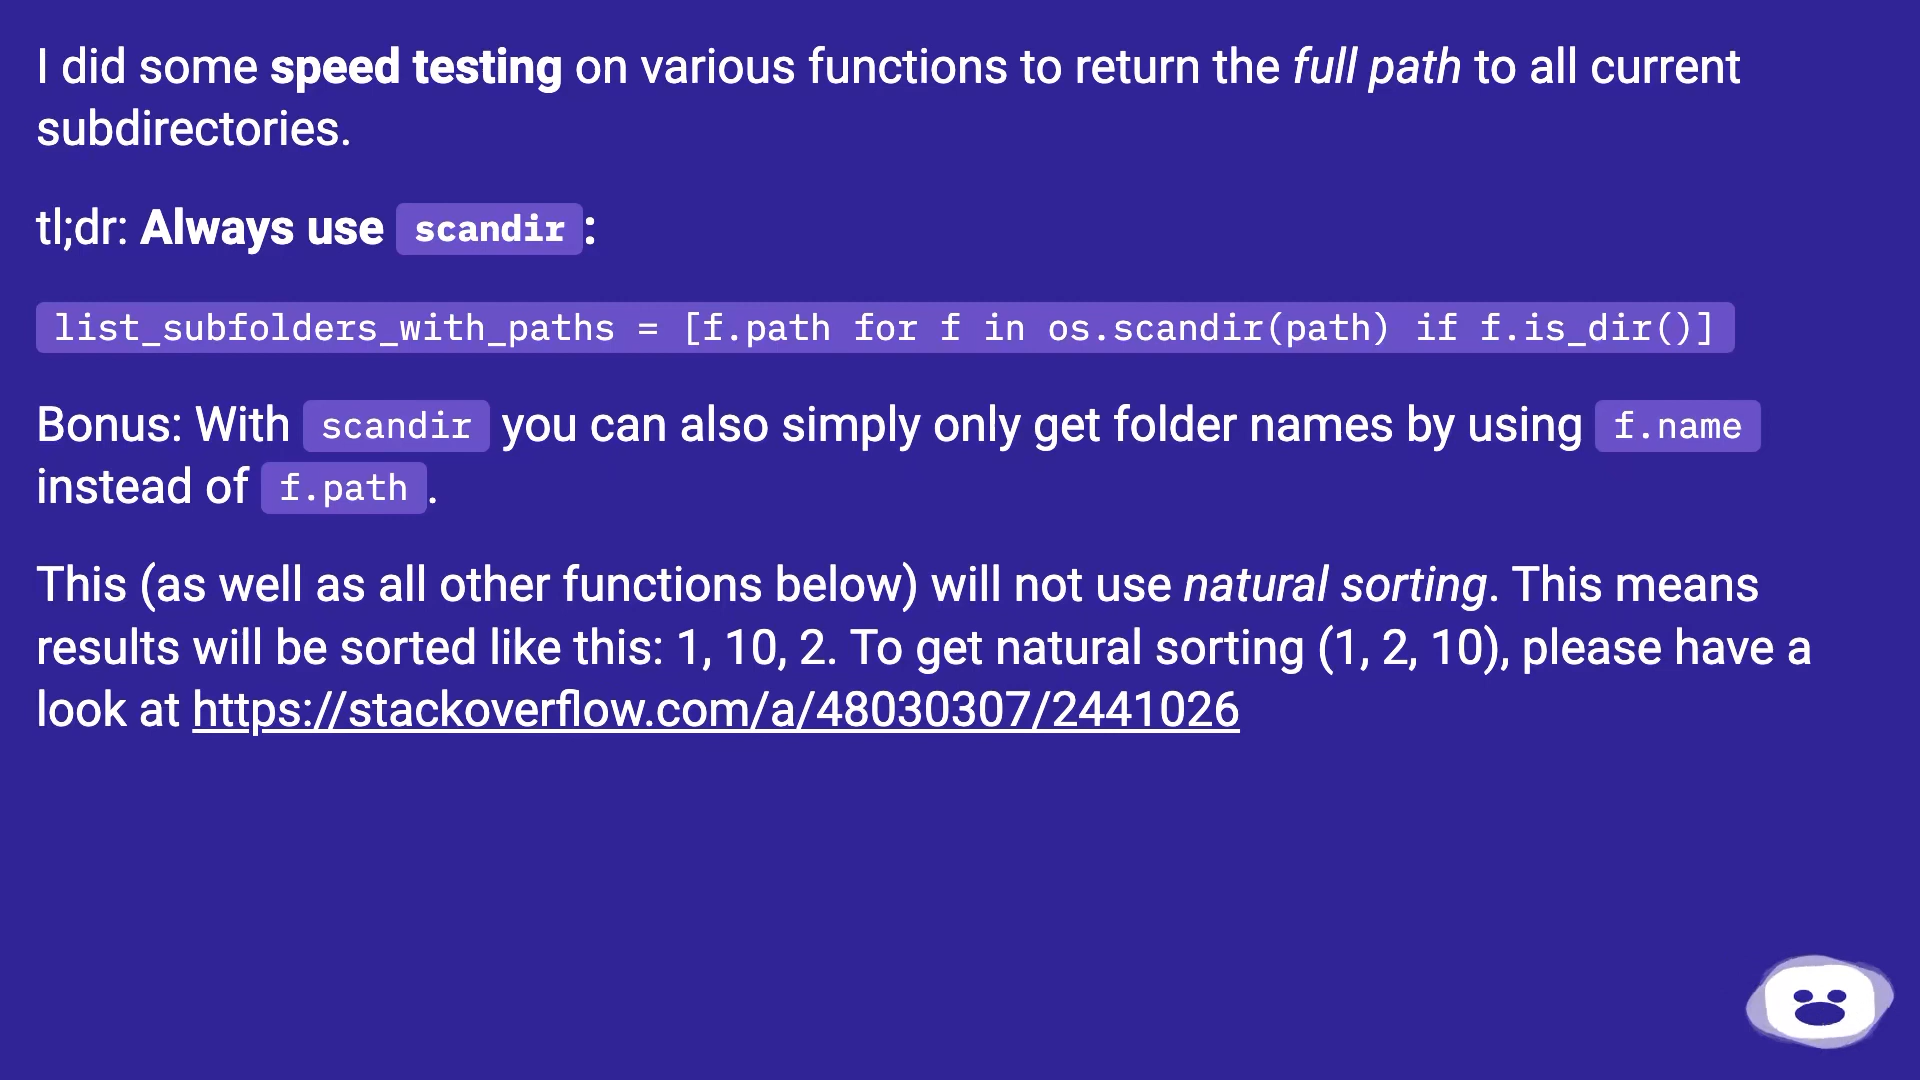 I did some speed testing on various functions to return the full path to all current
subdirectories.
tl;dr: Always use scandir:
list_subfolders_with_paths = [f.path for f in os.scandir(path) if f.is_dir()]
Bonus: With scandir you can also simply only get folder names by using f.name
instead of f.path.
This (as well as all other functions below) will not use natural sorting. This means
results will be sorted like this: 1, 10, 2. To get natural sorting (1, 2, 10), please have a
look at https://stackoverflow.com/a/48030307/2441026